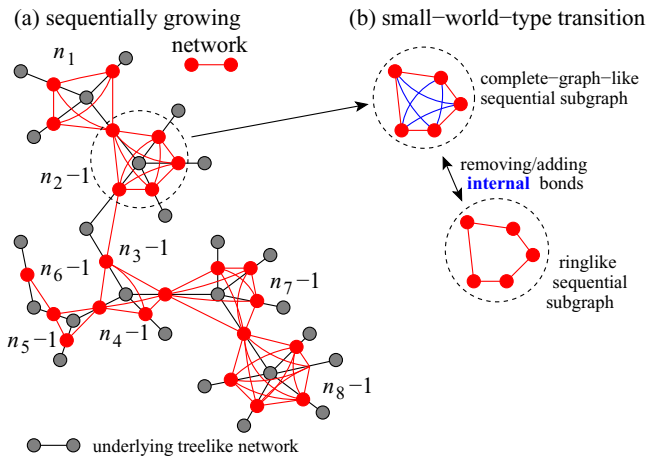 (a) sequentially growing
network
(b) small−world−type transition
n1
complete−graph−like
sequential subgraph
n2−1
removing/adding
internal bonds
n3−1
n6−1
n7−1
ringlike
sequential
subgraph
n5−1
n4−1
n8−1
underlying treelike network